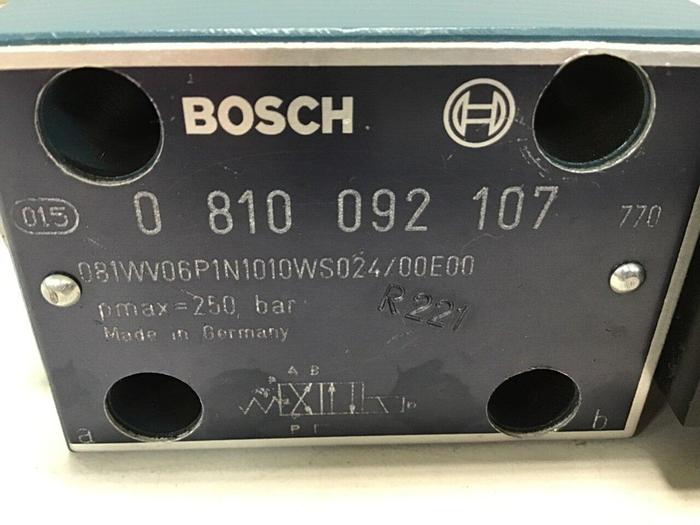 BOSCH
015 0 810 092 107 770
081WV06P1N1010WS024/00E00
pmax=250 bar R221
Made in Germany
a A B
P T b
a b